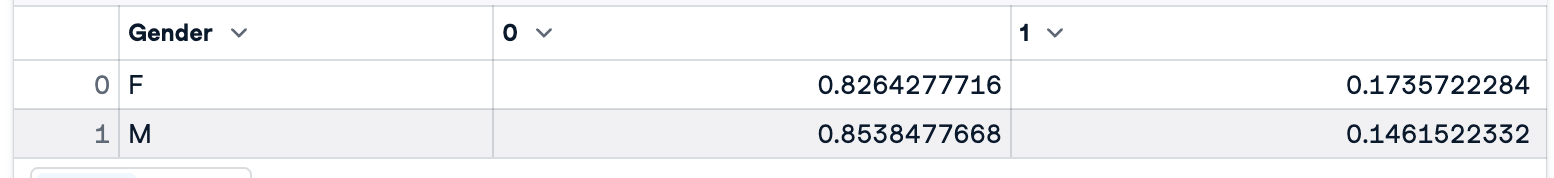 Gender 0 1
0 F 0.8264277716 0.1735722284
1 M 0.8538477668 0.1461522332